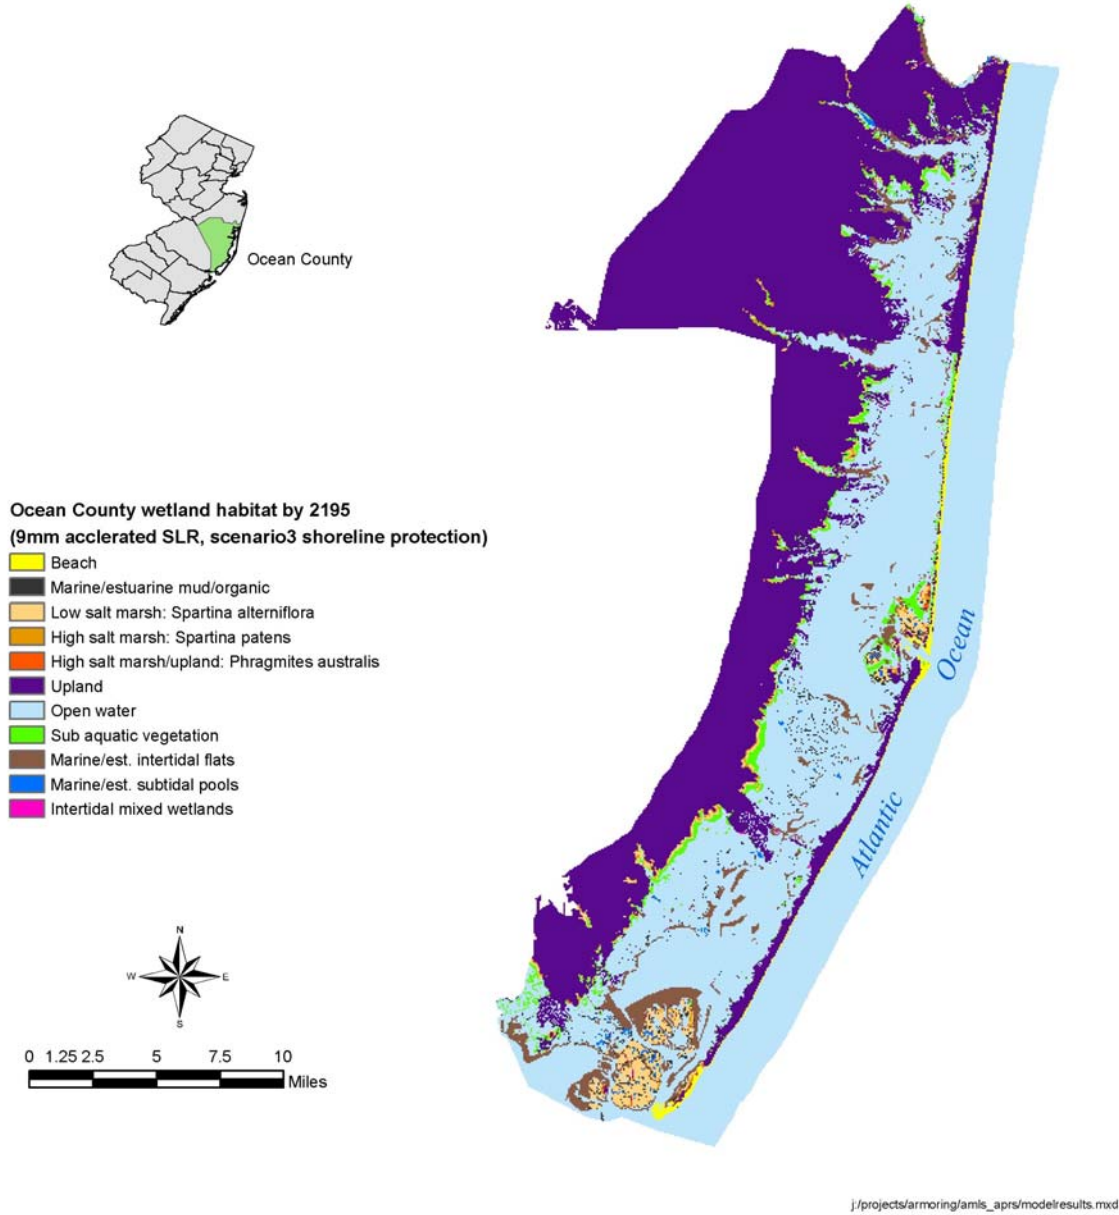 Ocean County
Ocean County wetland habitat by 2195
(9mm acclerated SLR, scenario3 shoreline protection)
Beach
Marine/estuarine mud/organic
Low salt marsh: Spartina alterniflora
High salt marsh: Spartina patens
High salt marsh/upland: Phragmites australis
Upland
Open water
Sub aquatic vegetation
Marine/est. intertidal flats
Marine/est. subtidal pools
Intertidal mixed wetlands
Atlantic Ocean
N
W E
S
0 1.25 2.5 5 7.5 10
Miles
j:/projects/armoring/amls_aprs/modelresults.mxd